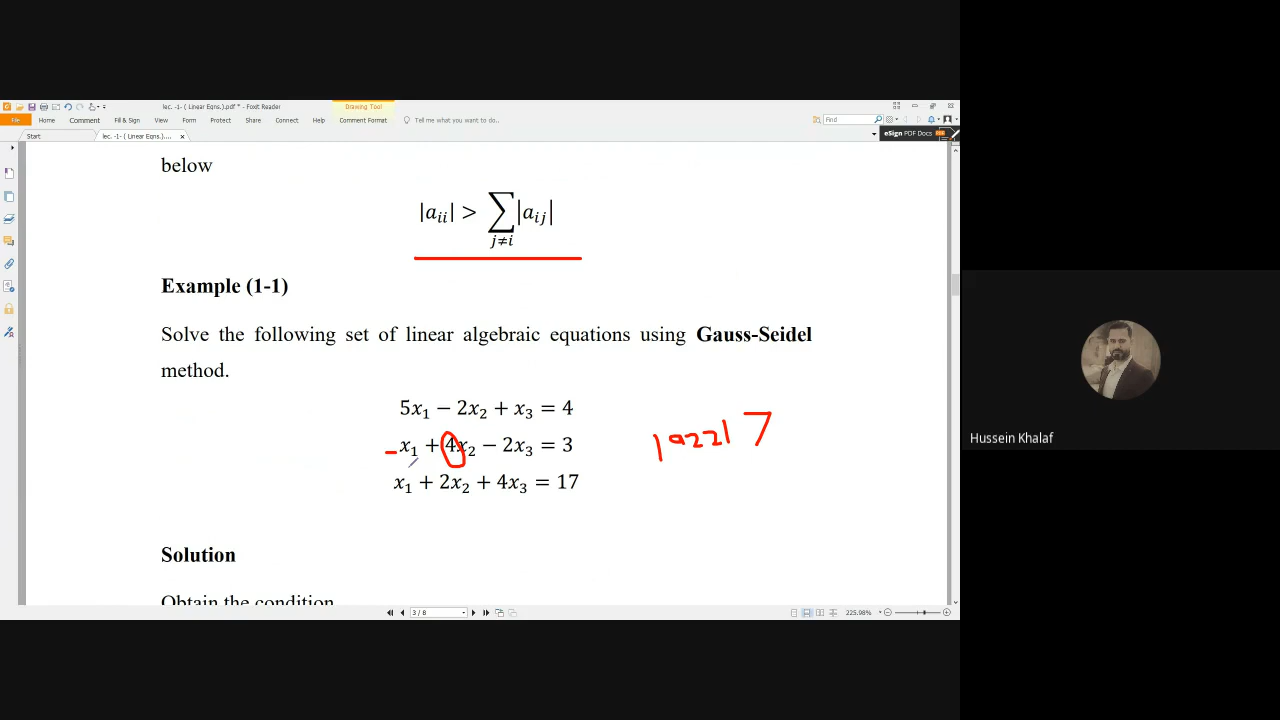 lec. -1- ( Linear Eqns.).pdf * - Foxit Reader
Drawing Tool
File Home Comment Fill & Sign View Form Protect Share Connect Help Comment Format Tell me what you want to do.. Find
Start lec. -1- ( Linear Eqns.).... eSign PDF Docs
below
|aᵢᵢ| > ∑_{j≠i} |aᵢⱼ|
Example (1-1)
Solve the following set of linear algebraic equations using Gauss-Seidel
method.
5x₁ − 2x₂ + x₃ = 4
-x₁ + 4x₂ − 2x₃ = 3 |a22| >
x₁ + 2x₂ + 4x₃ = 17
Solution
Obtain the condition
3 / 8 225.98%
Hussein Khalaf